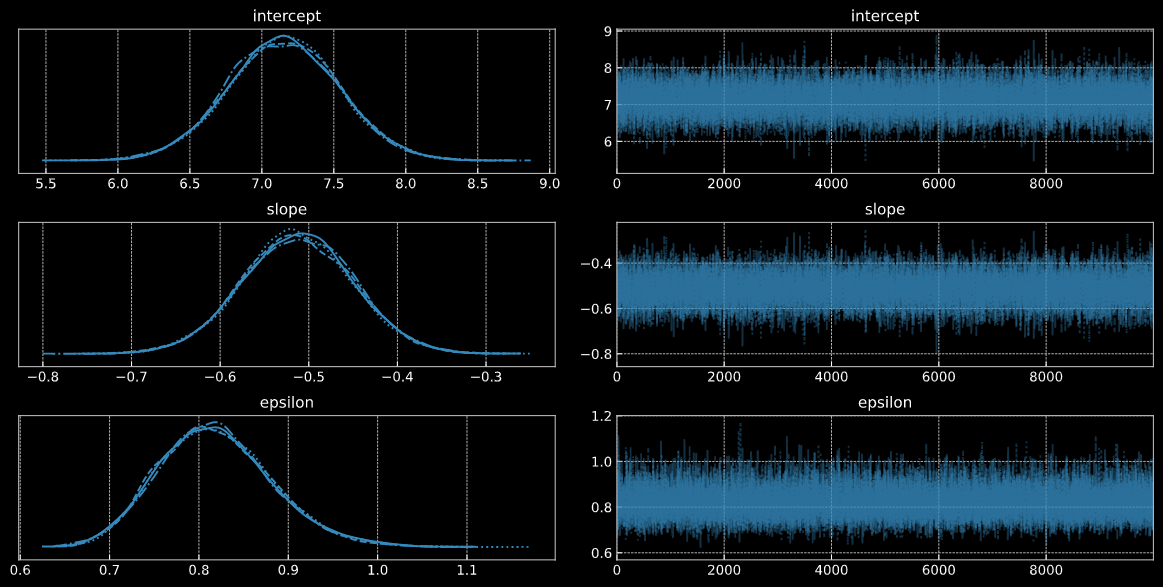 intercept
5.5 6.0 6.5 7.0 7.5 8.0 8.5 9.0
intercept
9
8
7
6
0 2000 4000 6000 8000
slope
−0.8 −0.7 −0.6 −0.5 −0.4 −0.3
slope
−0.4
−0.6
−0.8
0 2000 4000 6000 8000
epsilon
0.6 0.7 0.8 0.9 1.0 1.1
epsilon
1.2
1.0
0.8
0.6
0 2000 4000 6000 8000